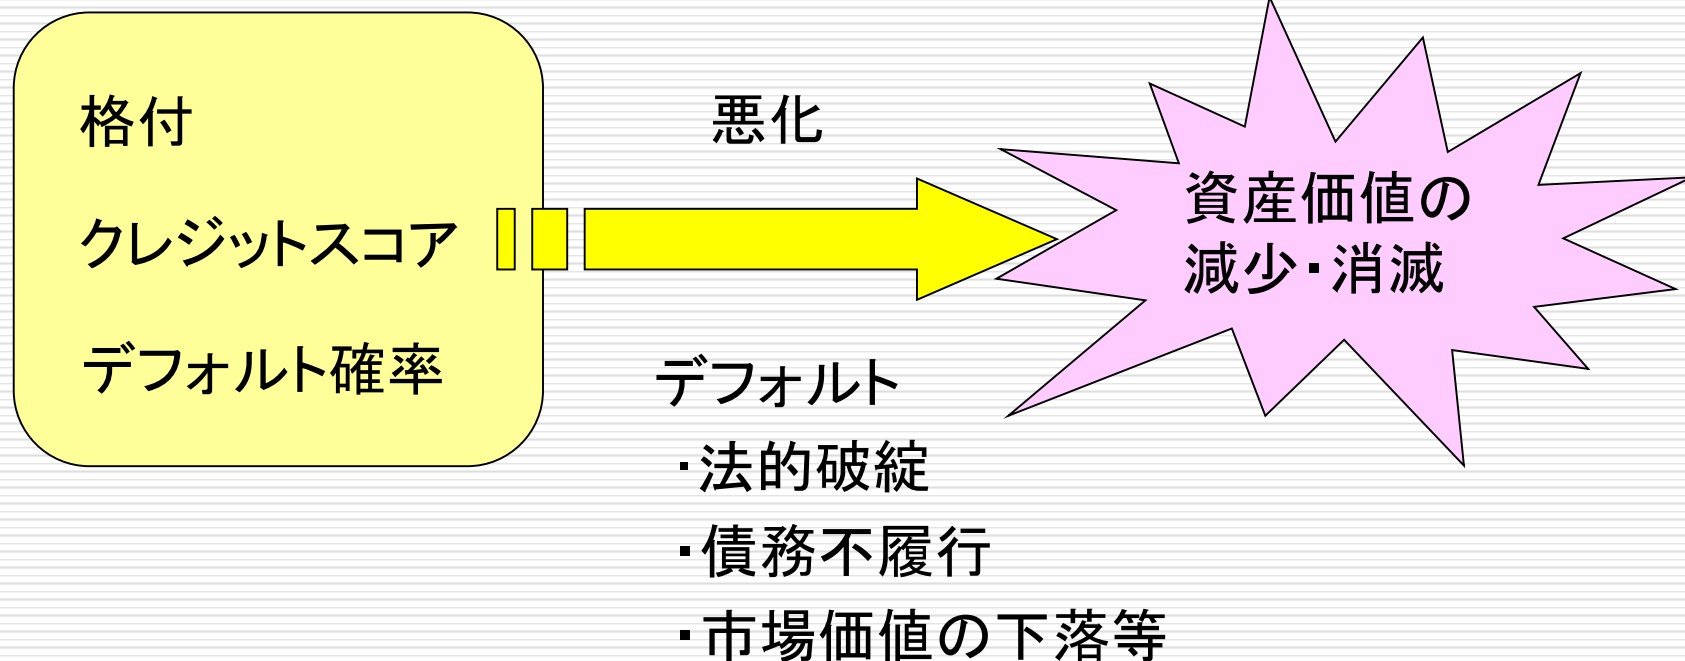 格付
クレジットスコア
デフォルト確率
悪化
デフォルト
・法的破綻
・債務不履行
・市場価値の下落等
資産価値の
減少・消滅